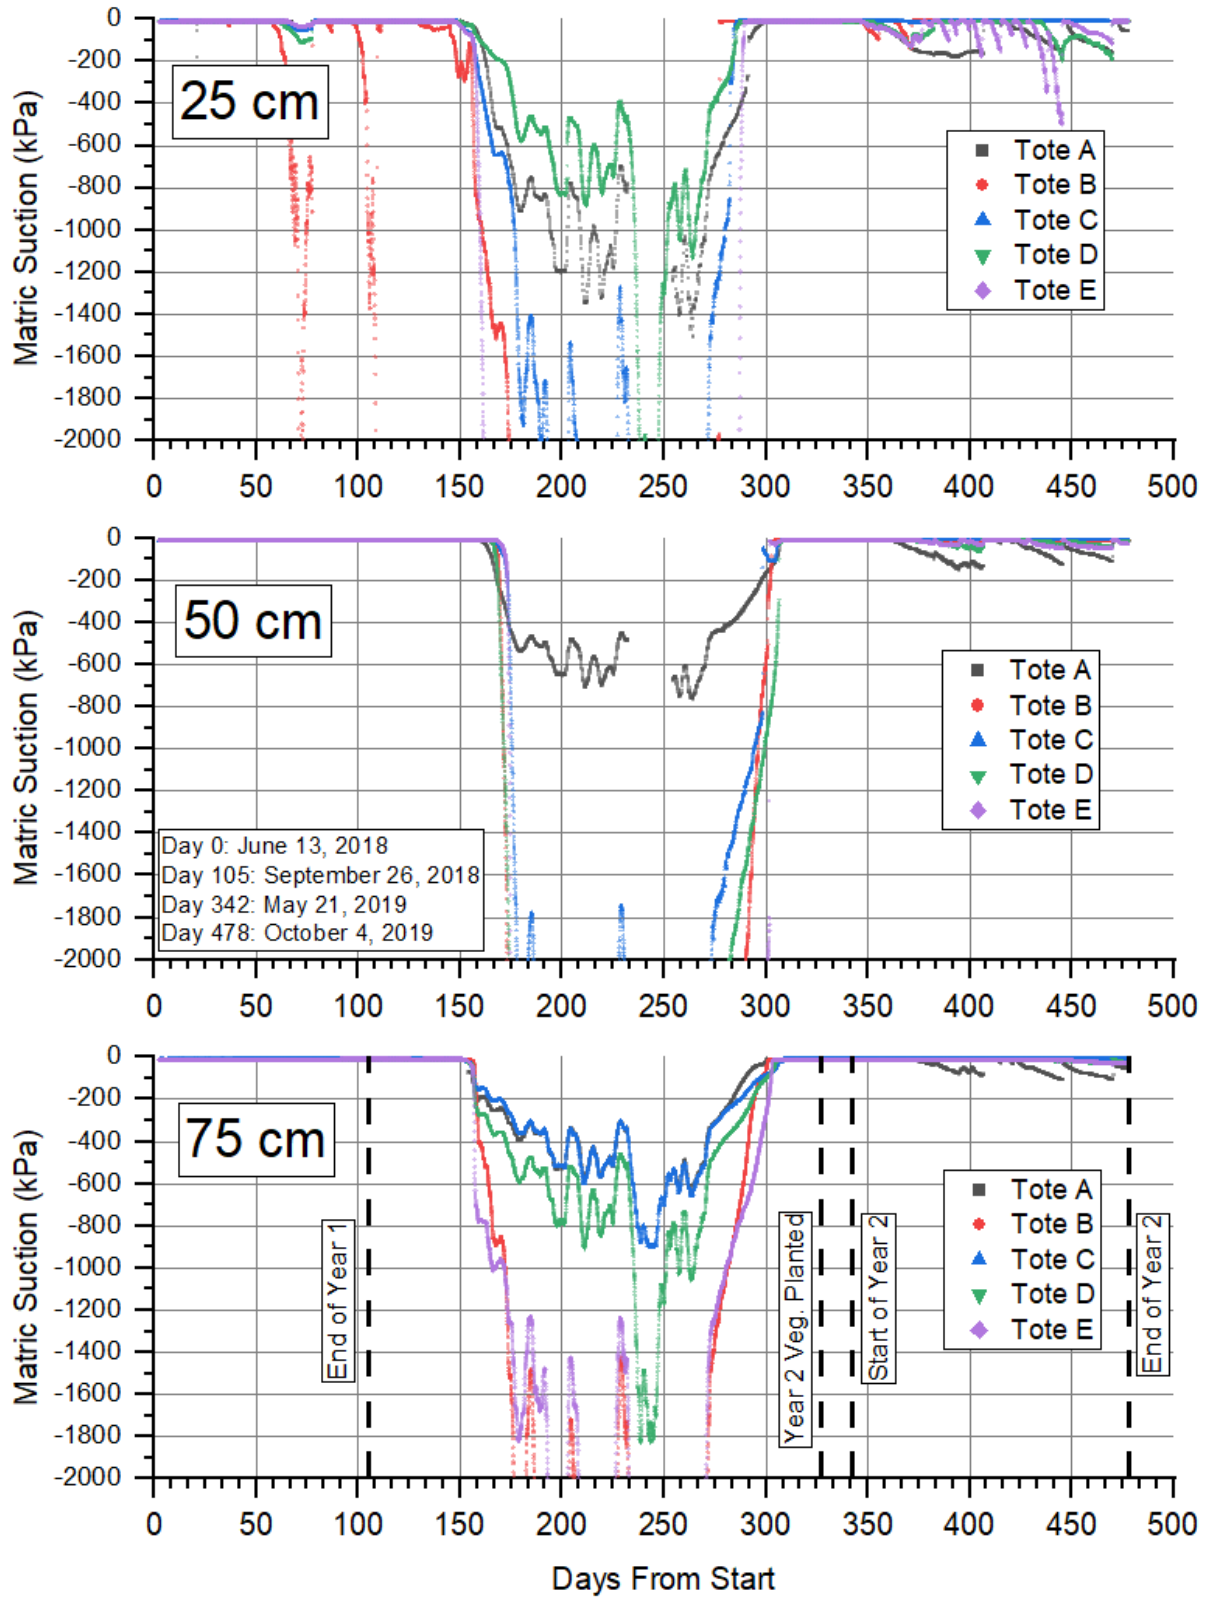 Matric Suction (kPa)
0
-200
-400
-600
-800
-1000
-1200
-1400
-1600
-1800
-2000
25 cm
Tote A
Tote B
Tote C
Tote D
Tote E
0 50 100 150 200 250 300 350 400 450 500
Matric Suction (kPa)
0
-200
-400
-600
-800
-1000
-1200
-1400
-1600
-1800
-2000
50 cm
Tote A
Tote B
Tote C
Tote D
Tote E
Day 0: June 13, 2018
Day 105: September 26, 2018
Day 342: May 21, 2019
Day 478: October 4, 2019
0 50 100 150 200 250 300 350 400 450 500
Matric Suction (kPa)
0
-200
-400
-600
-800
-1000
-1200
-1400
-1600
-1800
-2000
75 cm
End of Year 1
Year 2 Veg. Planted
Start of Year 2
Tote A
Tote B
Tote C
Tote D
Tote E
End of Year 2
0 50 100 150 200 250 300 350 400 450 500
Days From Start